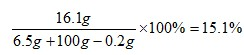 16.1g
6.5g+100g−0.2g ×100% = 15.1%